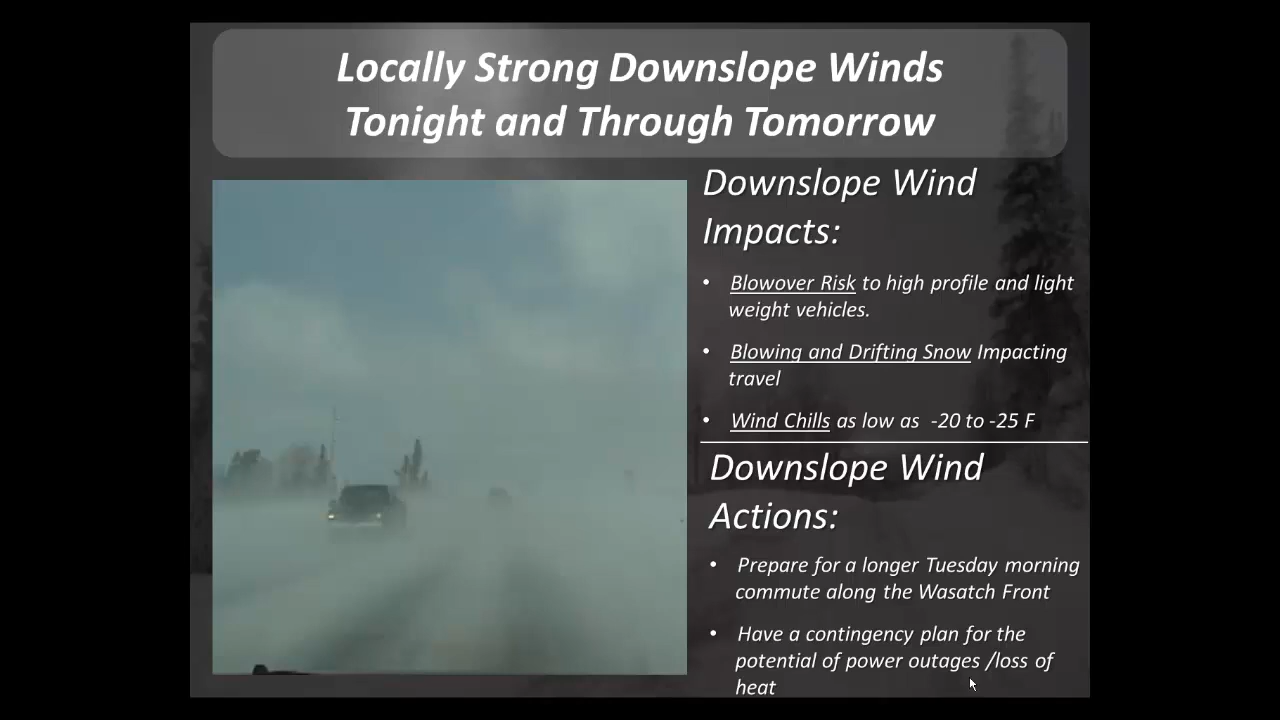 Locally Strong Downslope Winds
Tonight and Through Tomorrow
Downslope Wind
Impacts:
• Blowover Risk to high profile and light
weight vehicles.
• Blowing and Drifting Snow Impacting
travel
• Wind Chills as low as -20 to -25 F
Downslope Wind
Actions:
• Prepare for a longer Tuesday morning
commute along the Wasatch Front
• Have a contingency plan for the
potential of power outages /loss of
heat